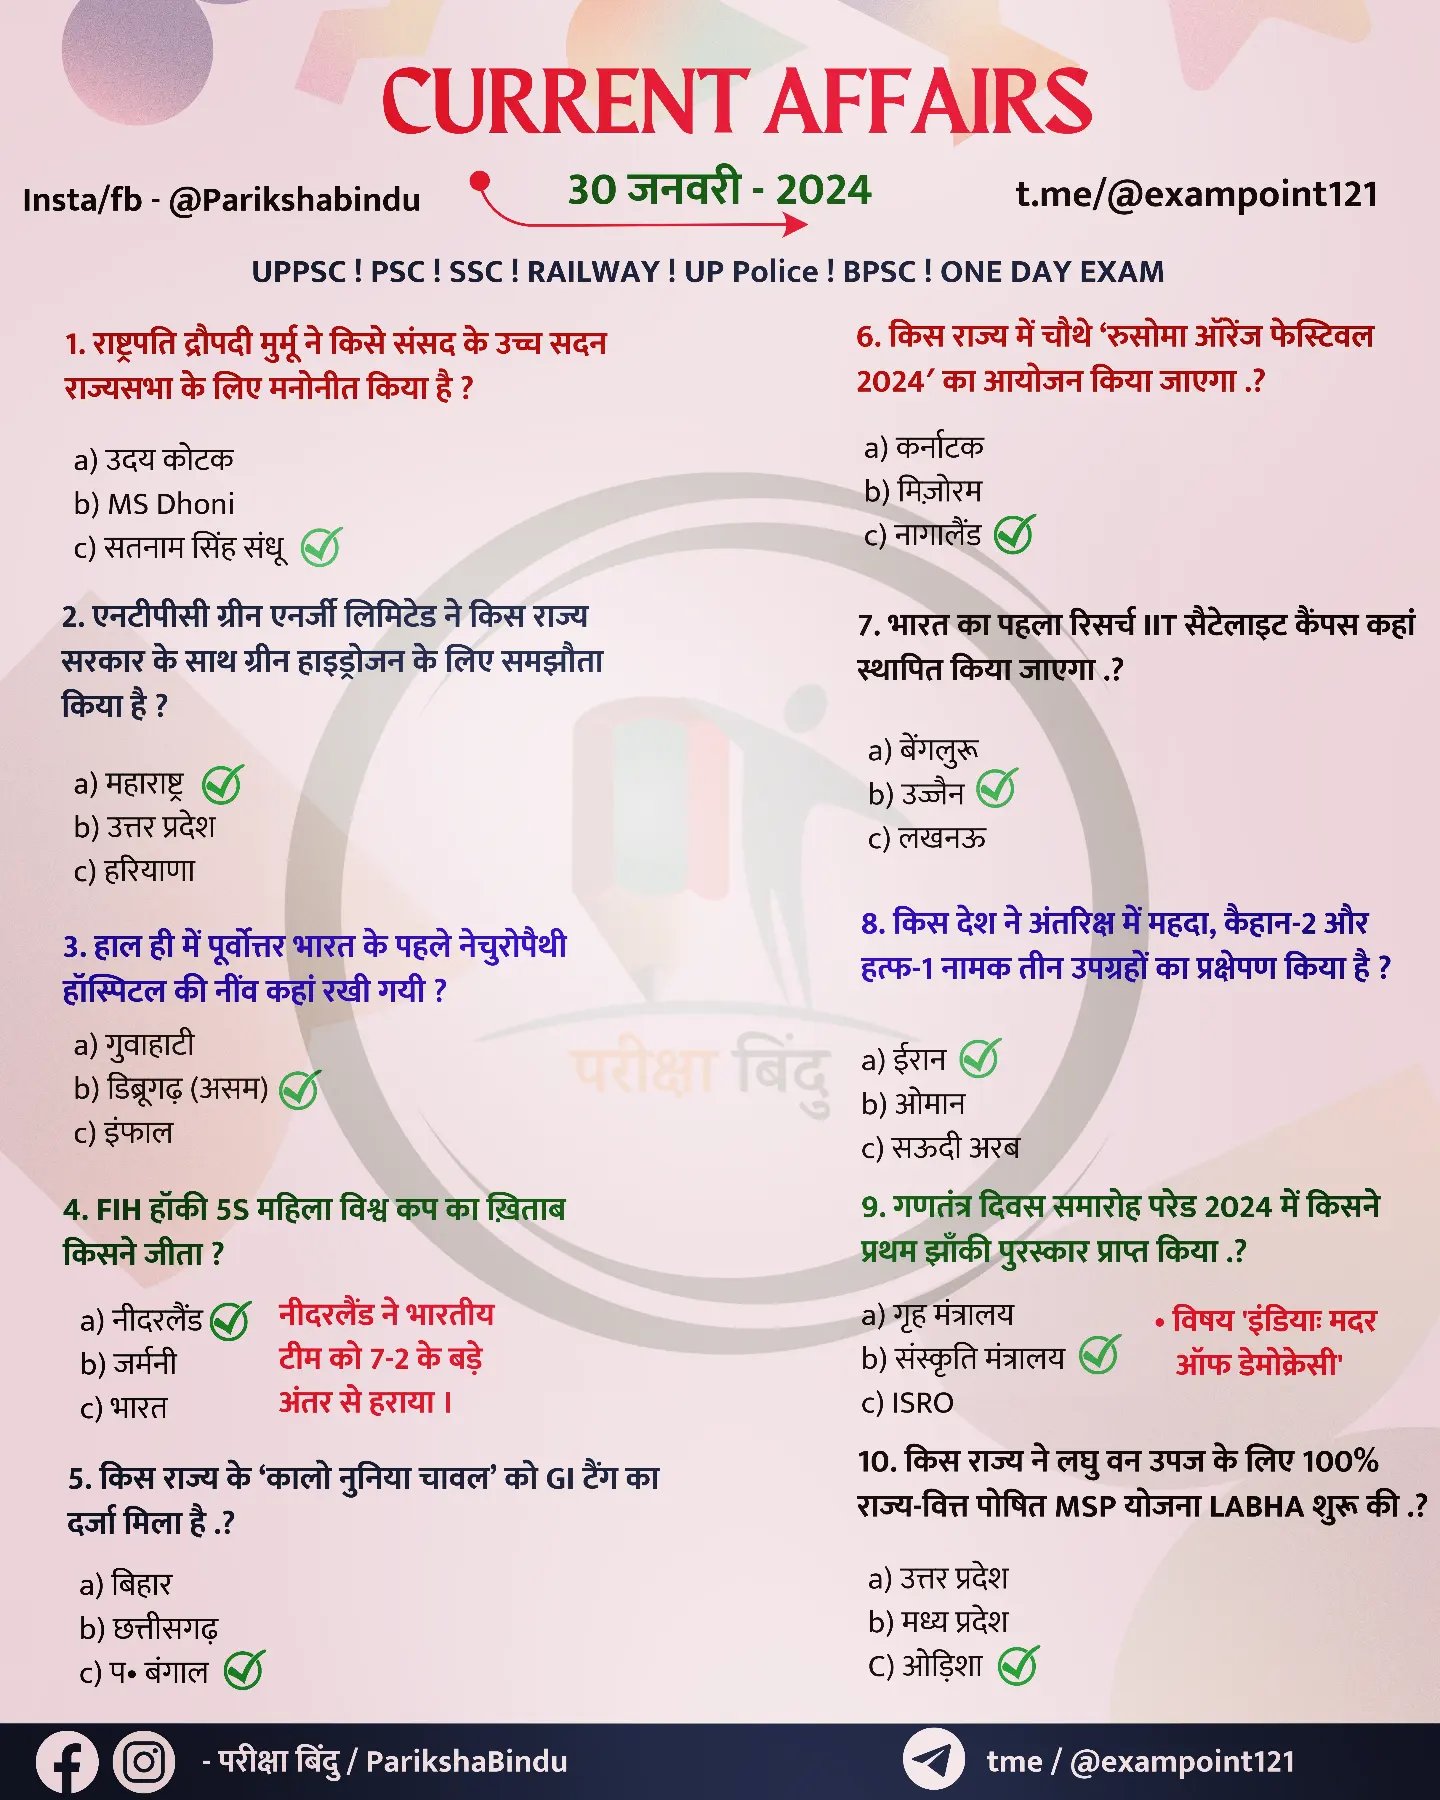 CURRENT AFFAIRS
Insta/fb - @Parikshabindu
30 जनवरी - 2024
t.me/@exampoint121
UPPSC ! PSC ! SSC ! RAILWAY ! UP Police ! BPSC ! ONE DAY EXAM
1. राष्ट्रपति द्रौपदी मुर्मू ने किसे संसद के उच्च सदन
राज्यसभा के लिए मनोनीत किया है ?
a) उदय कोटक
b) MS Dhoni
c) सतनाम सिंह संधू
2. एनटीपीसी ग्रीन एनर्जी लिमिटेड ने किस राज्य
सरकार के साथ ग्रीन हाइड्रोजन के लिए समझौता
किया है ?
a) महाराष्ट्र
b) उत्तर प्रदेश
c) हरियाणा
3. हाल ही में पूर्वोत्तर भारत के पहले नेचुरोपैथी
हॉस्पिटल की नींव कहां रखी गयी ?
a) गुवाहाटी
b) डिब्रूगढ़ (असम)
c) इंफाल
4. FIH हॉकी 5S महिला विश्व कप का ख़िताब
किसने जीता ?
a) नीदरलैंड
b) जर्मनी
c) भारत
नीदरलैंड ने भारतीय
टीम को 7-2 के बड़े
अंतर से हराया ।
5. किस राज्य के ‘कालो नुनिया चावल’ को GI टैंग का
दर्जा मिला है .?
a) बिहार
b) छत्तीसगढ़
c) प• बंगाल
6. किस राज्य में चौथे ‘रुसोमा ऑरेंज फेस्टिवल
2024′ का आयोजन किया जाएगा .?
a) कर्नाटक
b) मिज़ोरम
c) नागालैंड
7. भारत का पहला रिसर्च IIT सैटेलाइट कैंपस कहां
स्थापित किया जाएगा .?
a) बेंगलुरू
b) उज्जैन
c) लखनऊ
8. किस देश ने अंतरिक्ष में महदा, कैहान-2 और
हत्फ-1 नामक तीन उपग्रहों का प्रक्षेपण किया है ?
a) ईरान
b) ओमान
c) सऊदी अरब
9. गणतंत्र दिवस समारोह परेड 2024 में किसने
प्रथम झाँकी पुरस्कार प्राप्त किया .?
a) गृह मंत्रालय
b) संस्कृति मंत्रालय
c) ISRO
• विषय 'इंडियाः मदर
ऑफ डेमोक्रेसी'
10. किस राज्य ने लघु वन उपज के लिए 100%
राज्य-वित्त पोषित MSP योजना LABHA शुरू की .?
a) उत्तर प्रदेश
b) मध्य प्रदेश
C) ओड़िशा
परीक्षा बिंदु
- परीक्षा बिंदु / ParikshaBindu
tme / @exampoint121